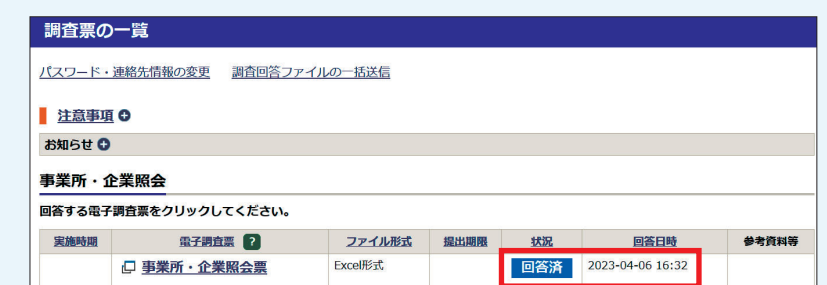 調査票の一覧
パスワード・連絡先情報の変更 調査回答ファイルの一括送信
注意事項
お知らせ
事業所・企業照会
回答する電子調査票をクリックしてください。
実施時期 電子調査票 ? ファイル形式 提出期限 状況 回答日時 参考資料等
事業所・企業照会票 Excel形式 回答済 2023-04-06 16:32